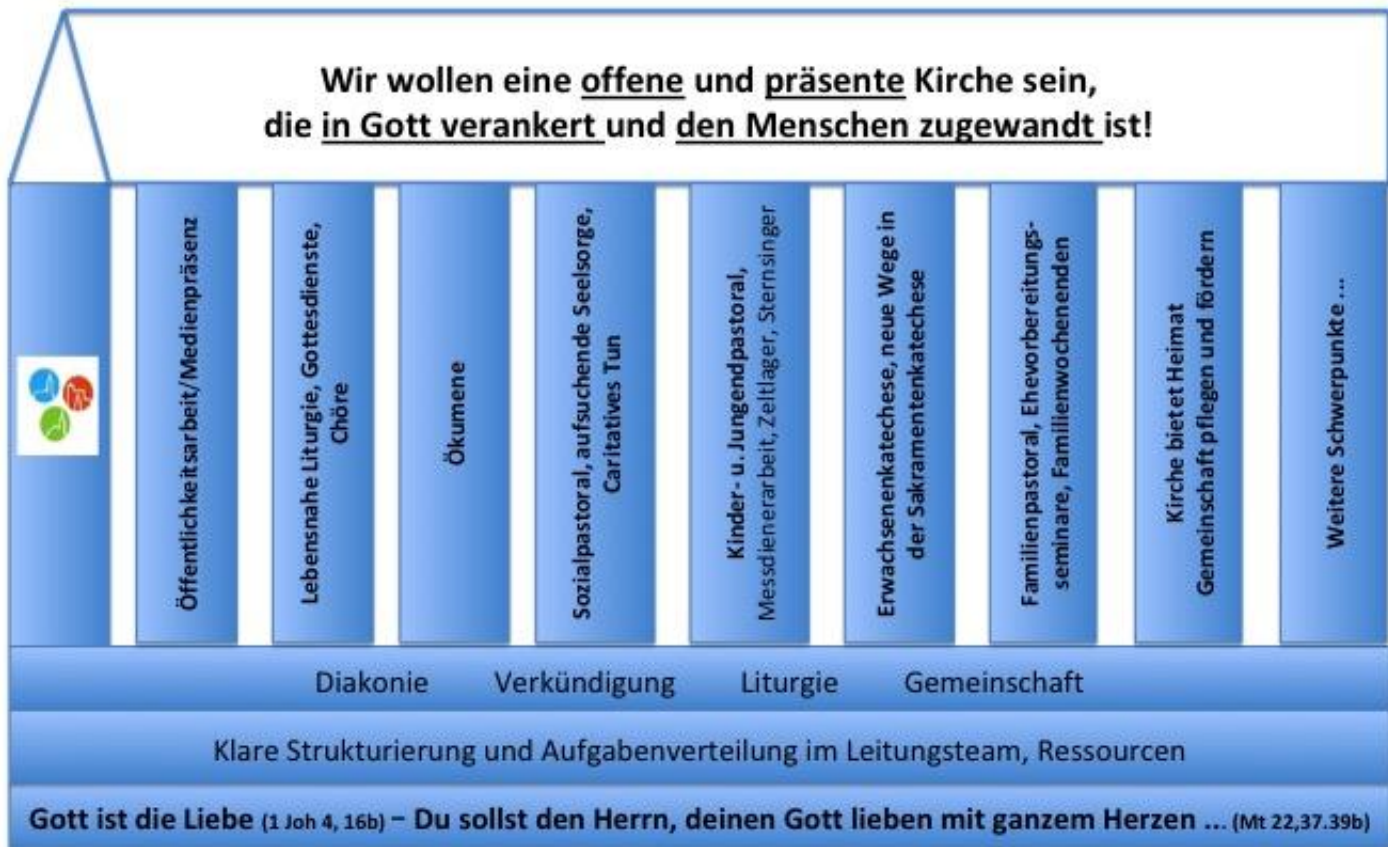 Wir wollen eine offene und präsente Kirche sein,
die in Gott verankert und den Menschen zugewandt ist!
Öffentlichkeitsarbeit/Medienpräsenz
Lebensnahe Liturgie, Gottesdienste,
Chöre
Ökumene
Sozialpastoral, aufsuchende Seelsorge,
Caritatives Tun
Kinder- u. Jungendpastoral,
Messdienerarbeit, Zeltlager, Sternsinger
Erwachsenenkatechese, neue Wege in
der Sakramentenkatechese
Familienpastoral, Ehevorbereitungs-
seminare, Familienwochenenden
Kirche bietet Heimat
Gemeinschaft pflegen und fördern
Weitere Schwerpunkte ...
Diakonie Verkündigung Liturgie Gemeinschaft
Klare Strukturierung und Aufgabenverteilung im Leitungsteam, Ressourcen
Gott ist die Liebe (1 Joh 4, 16b) – Du sollst den Herrn, deinen Gott lieben mit ganzem Herzen ... (Mt 22,37.39b)